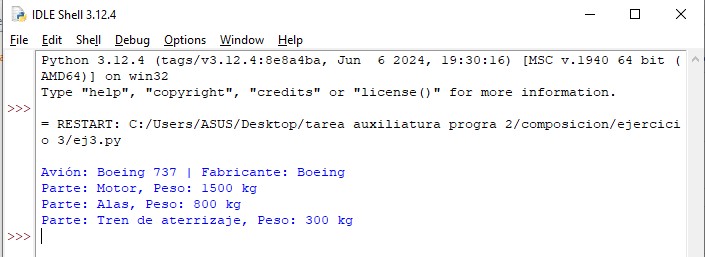 IDLE Shell 3.12.4
File Edit Shell Debug Options Window Help
Python 3.12.4 (tags/v3.12.4:8e8a4ba, Jun  6 2024, 19:30:16) [MSC v.1940 64 bit (
AMD64)] on win32
Type "help", "copyright", "credits" or "license()" for more information.
>>>
= RESTART: C:/Users/ASUS/Desktop/tarea auxiliatura progra 2/composicion/ejercici
o 3/ej3.py
Avión: Boeing 737 | Fabricante: Boeing
Parte: Motor, Peso: 1500 kg
Parte: Alas, Peso: 800 kg
Parte: Tren de aterrizaje, Peso: 300 kg
>>>